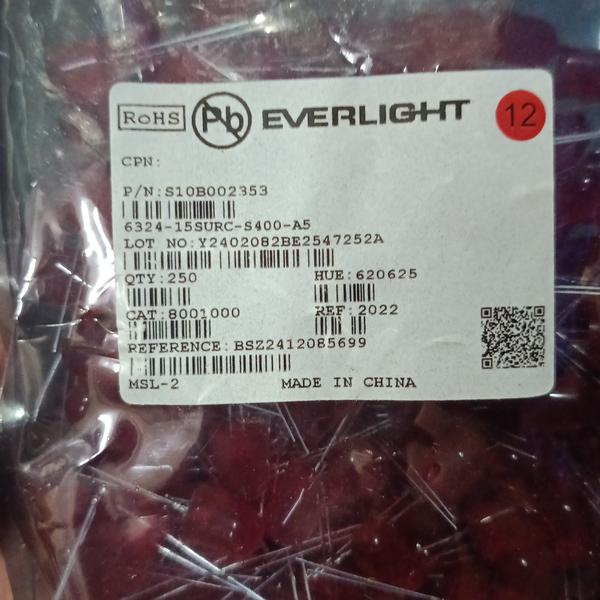 RoHS Pb EVERLIGHT 12
CPN:
P/N:S10B002353
6324-15SURC-S400-A5
LOT NO:Y2402082BE2547252A
QTY:250 HUE:620625
CAT:8001000 REF:2022
REFERENCE:BSZ2412085699
MSL-2 MADE IN CHINA